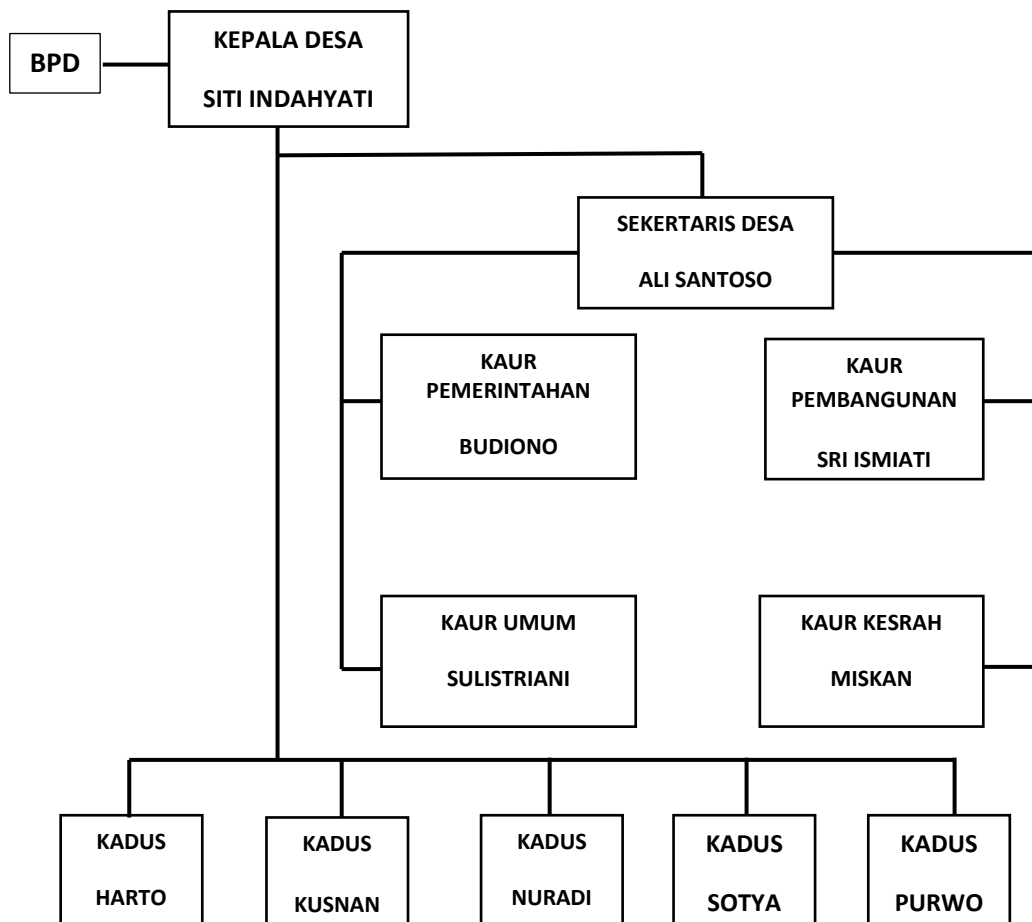 BPD
KEPALA DESA
SITI INDAHYATI
SEKERTARIS DESA
ALI SANTOSO
KAUR
PEMERINTAHAN
BUDIONO
KAUR
PEMBANGUNAN
SRI ISMIATI
KAUR UMUM
SULISTRIANI
KAUR KESRAH
MISKAN
KADUS
HARTO
KADUS
KUSNAN
KADUS
NURADI
KADUS
SOTYA
KADUS
PURWO